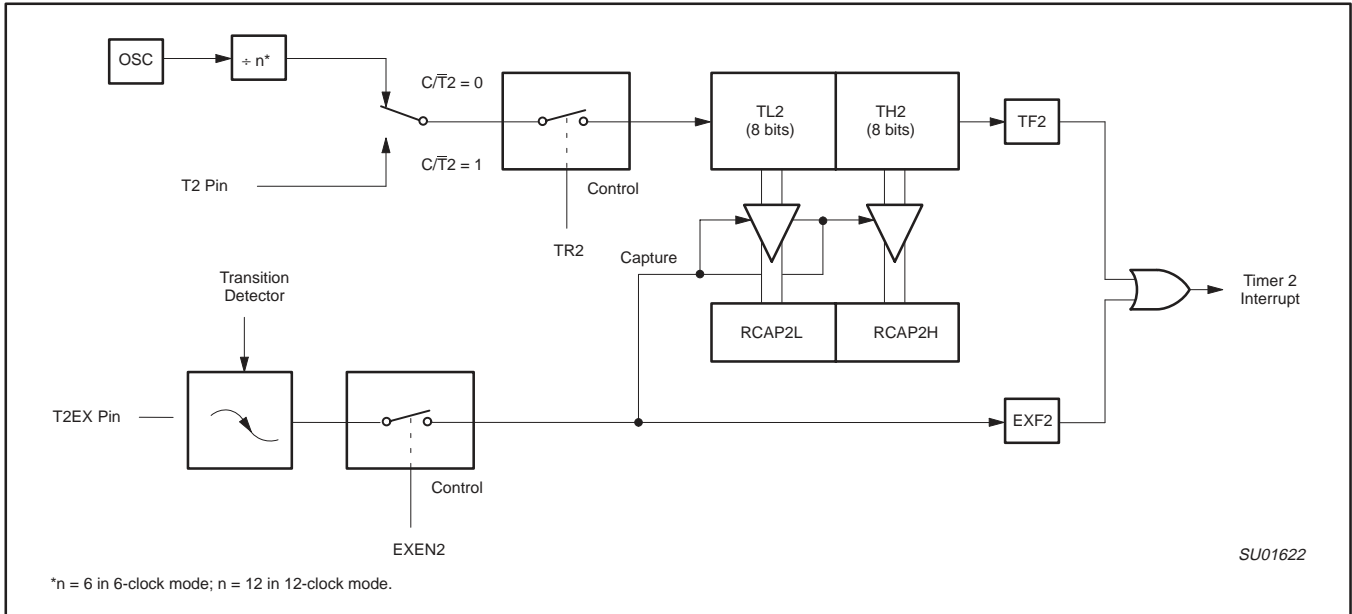 OSC
÷ n*
C/T̅2 = 0
TL2
(8 bits)
TH2
(8 bits)
TF2
C/T̅2 = 1
T2 Pin
Control
TR2
Capture
Transition
Detector
Timer 2
Interrupt
RCAP2L
RCAP2H
T2EX Pin
EXF2
Control
EXEN2
SU01622
*n = 6 in 6-clock mode; n = 12 in 12-clock mode.